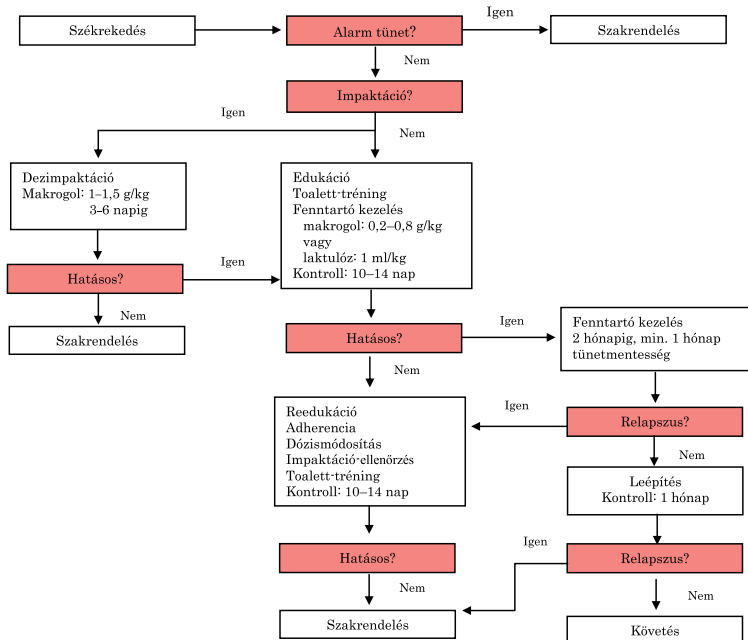 Székrekedés
Alarm tünet?
Igen
Szakrendelés
Nem
Impaktáció?
Igen
Nem
Dezimpaktáció
Makrogol: 1–1,5 g/kg
3–6 napig
Edukáció
Toalett-tréning
Fenntartó kezelés
makrogol: 0,2–0,8 g/kg
vagy
laktulóz: 1 ml/kg
Kontroll: 10–14 nap
Hatásos?
Igen
Nem
Szakrendelés
Hatásos?
Igen
Fenntartó kezelés
2 hónapig, min. 1 hónap
tünetmentesség
Nem
Reedukáció
Adherencia
Dózismódosítás
Impaktáció-ellenőrzés
Toalett-tréning
Kontroll: 10–14 nap
Igen
Relapszus?
Nem
Leépítés
Kontroll: 1 hónap
Hatásos?
Igen
Relapszus?
Nem
Nem
Szakrendelés
Követés